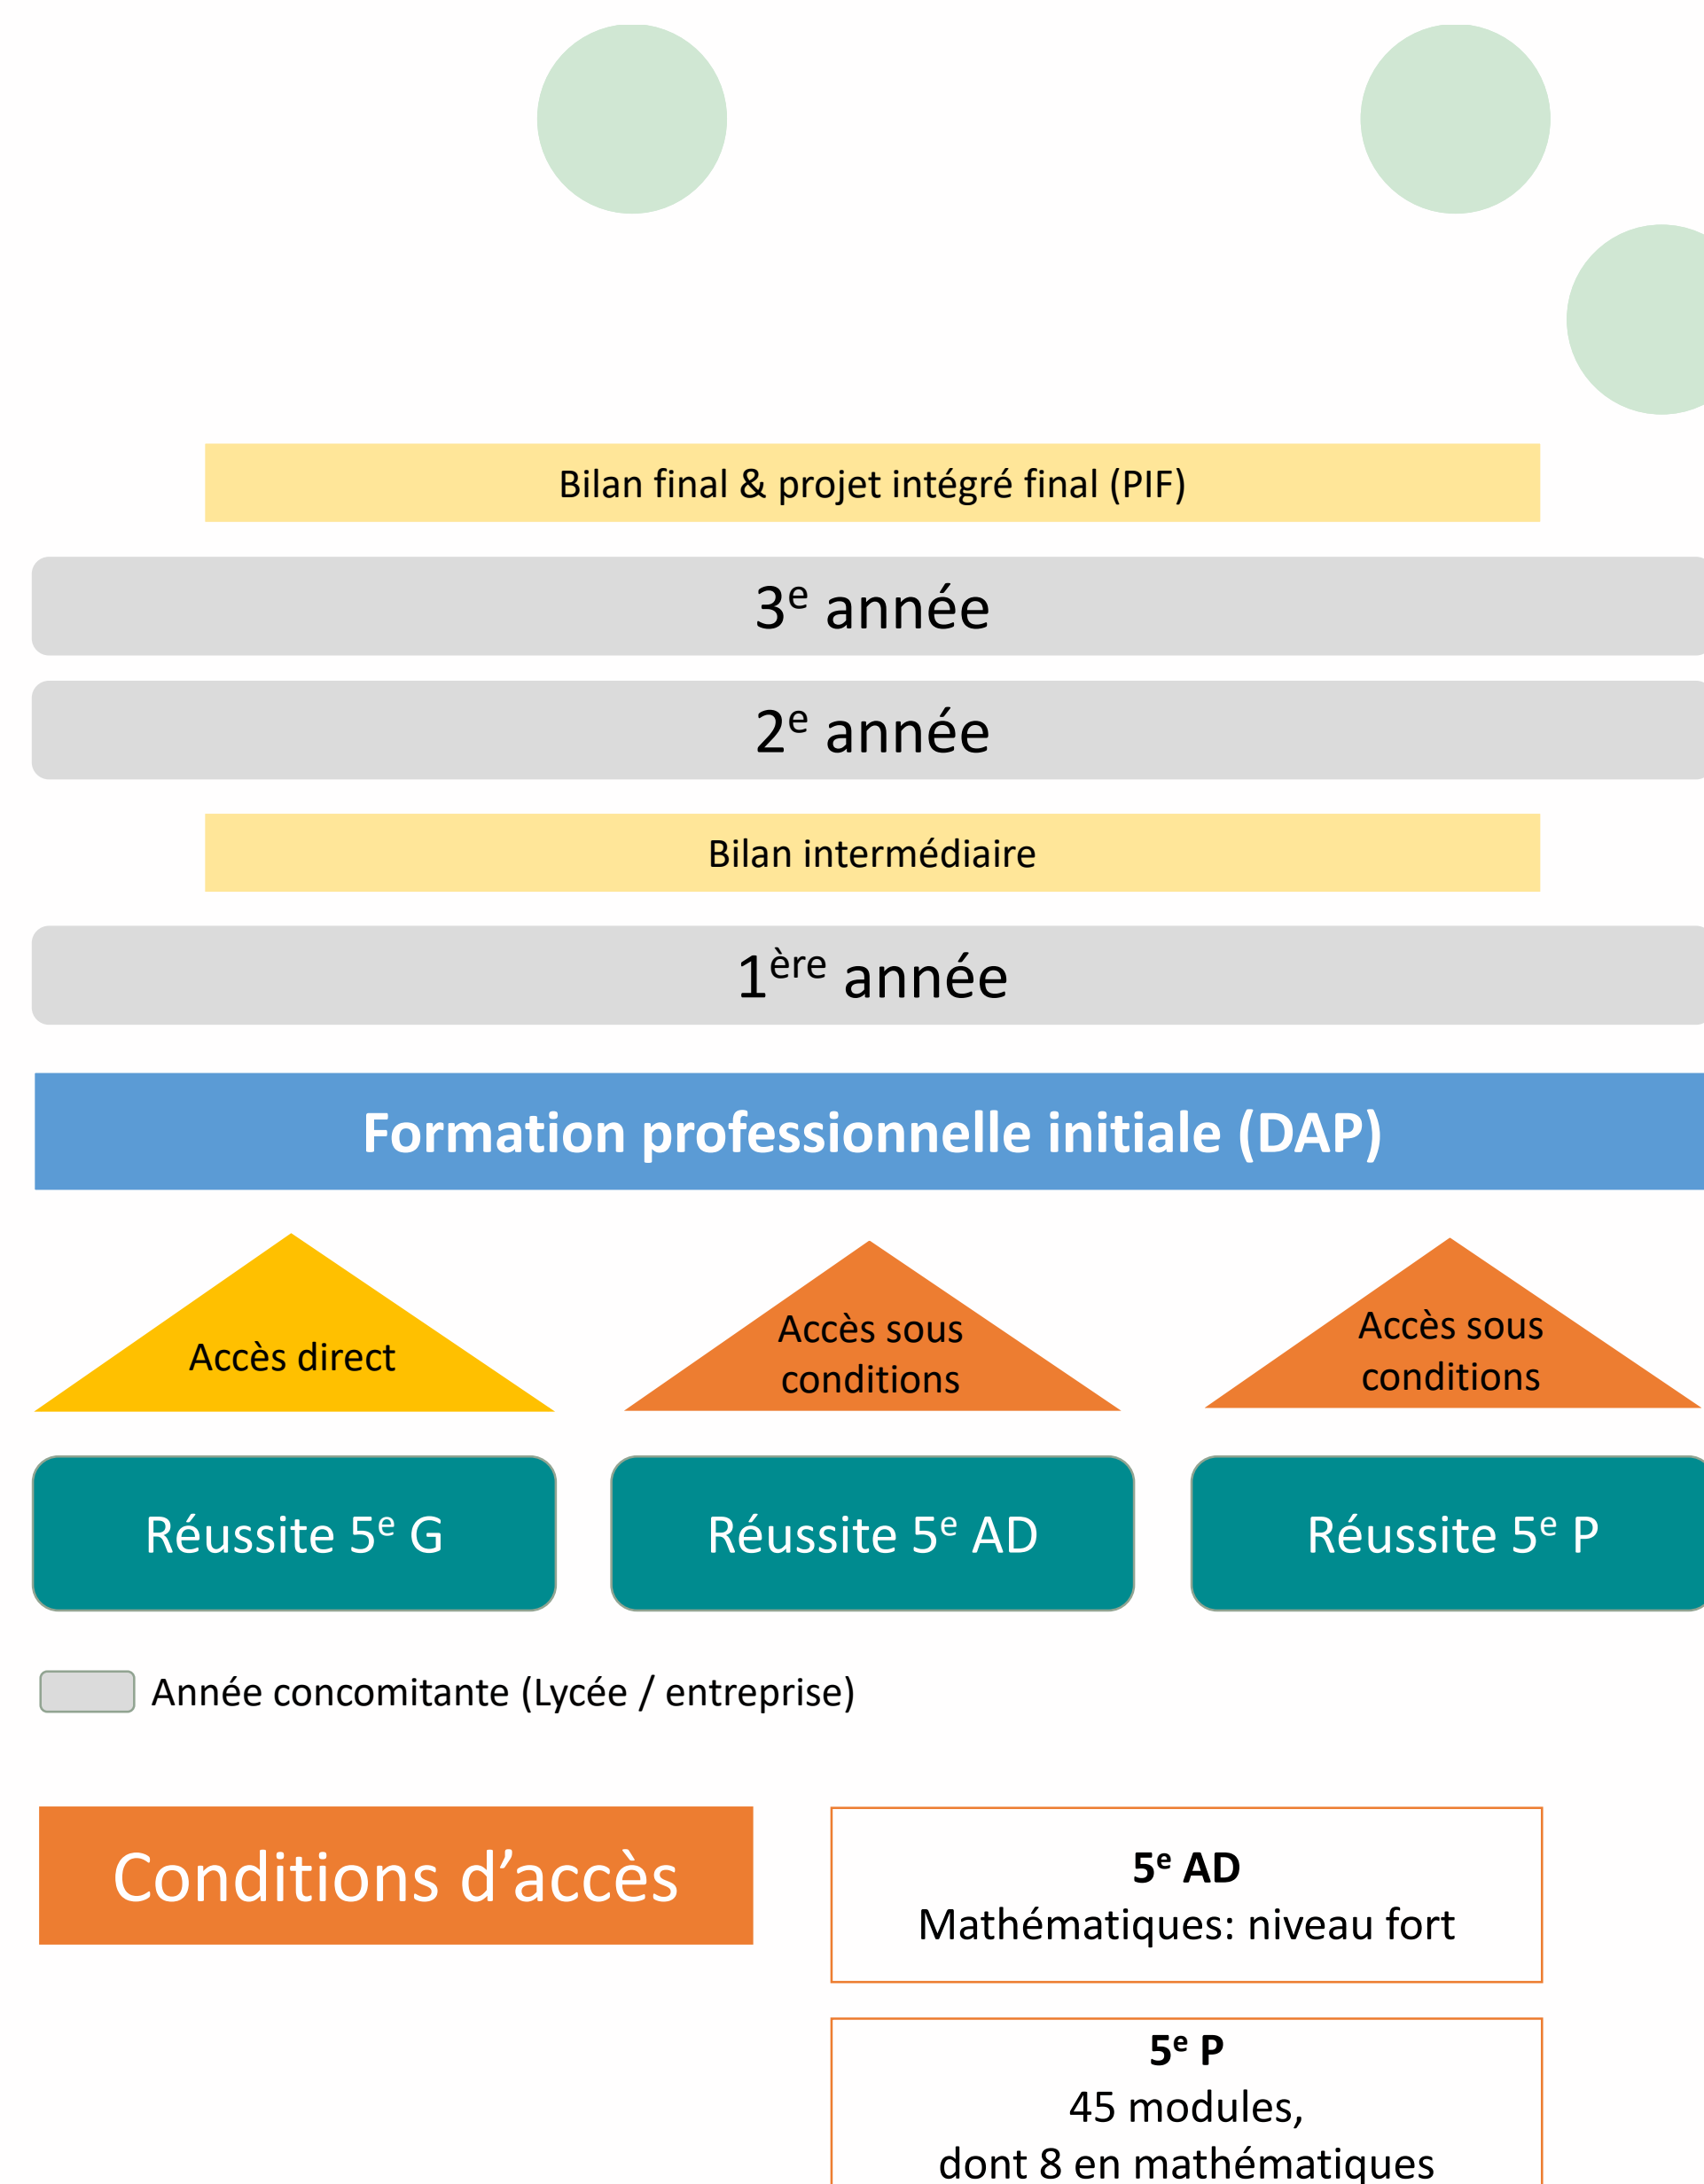 Bilan final & projet intégré final (PIF)
3e année
2e année
Bilan intermédiaire
1ère année
Formation professionnelle initiale (DAP)
Accès direct
Accès sous
conditions
Accès sous
conditions
Réussite 5e G
Réussite 5e AD
Réussite 5e P
Année concomitante (Lycée / entreprise)
Conditions d’accès
5e AD
Mathématiques: niveau fort
5e P
45 modules,
dont 8 en mathématiques